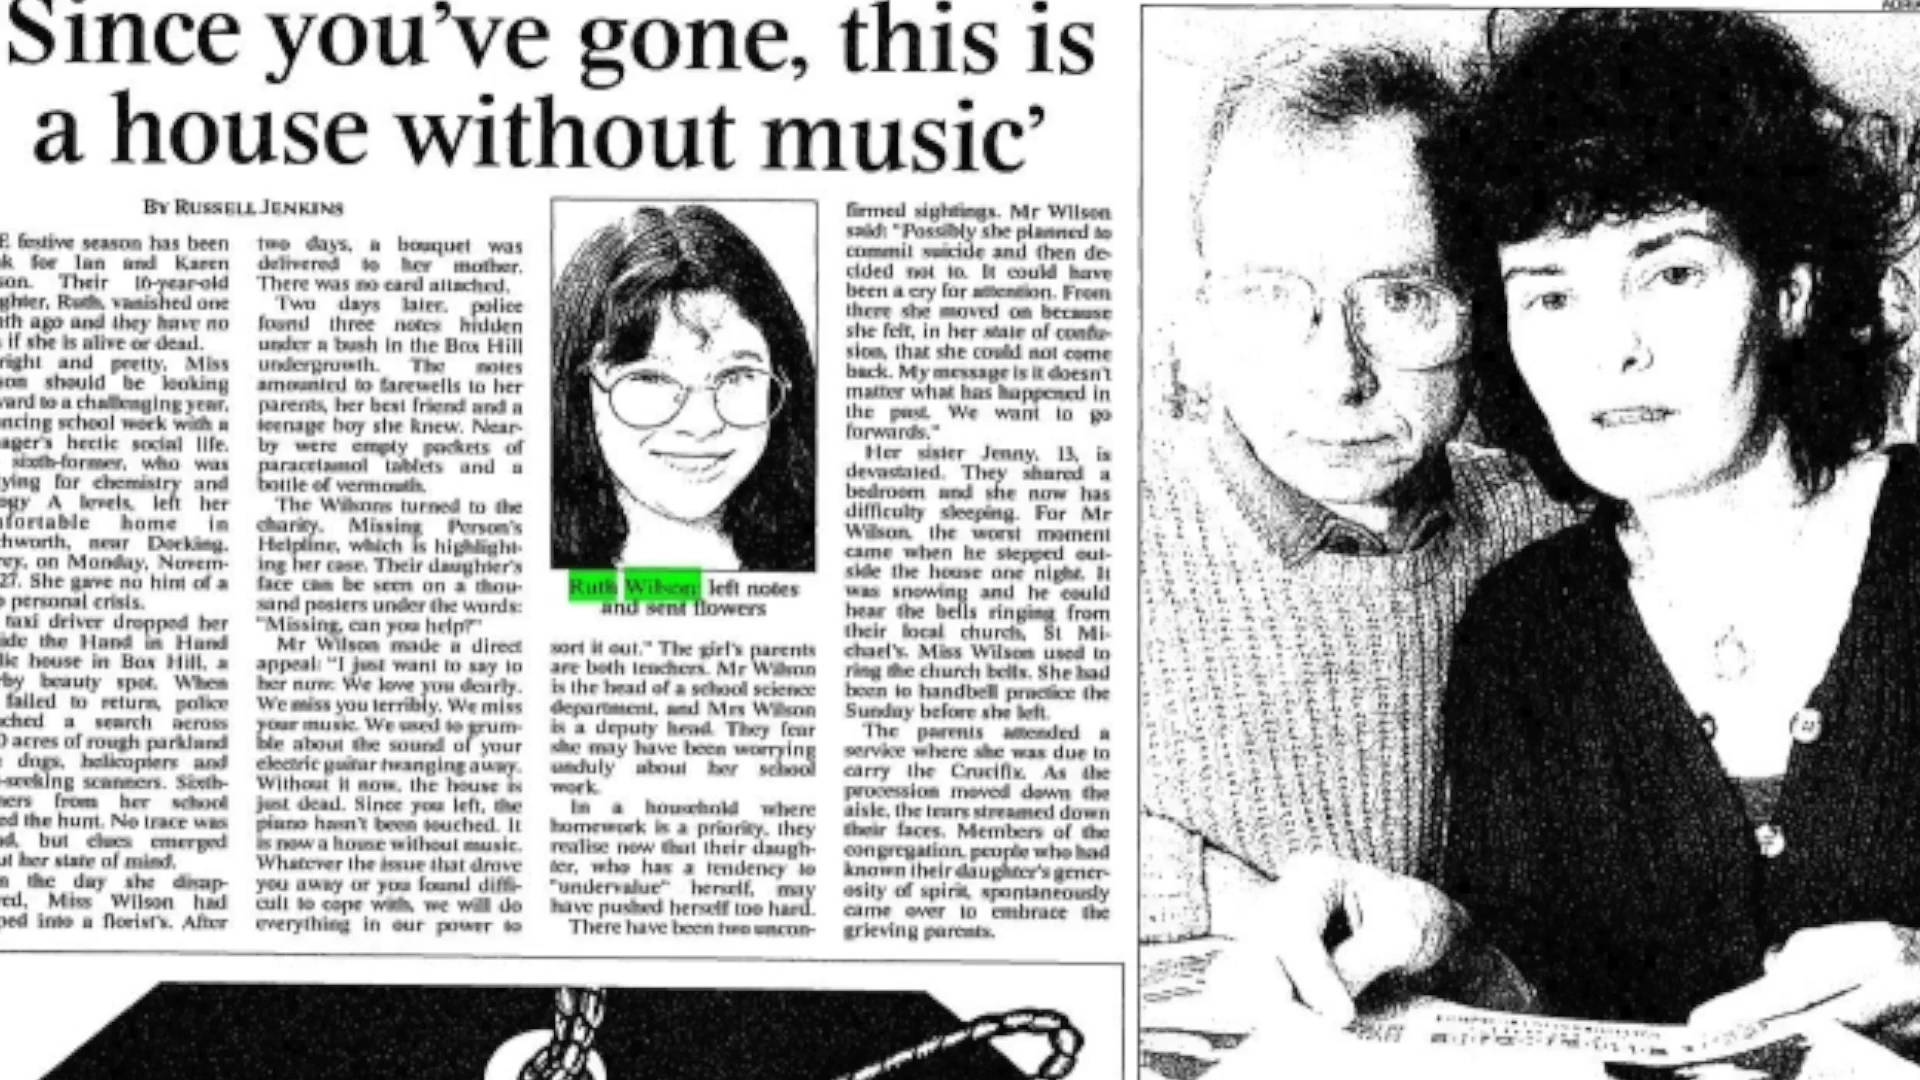 Since you've gone, this is
a house without music'
BY RUSSELL JENKINS
festive season has been
for Ian and Karen
Their 16-year-old
Ruth, vanished one
ago and they have no
if she is alive or dead.
right and pretty, Miss
should be looking
to a challenging year,
school work with a
hectic social life.
sixth-former, who was
for chemistry and
A levels, left her
home in
near Dorking,
on Monday, Novem-
27. She gave no hint of a
personal crisis.
taxi driver dropped her
the Hand in Hand
house in Box Hill, a
beauty spot. When
failed to return, police
a search across
acres of rough parkland
dogs, helicopters and
-seeking scanners. Sixth-
from her school
the hunt. No trace was
but clues emerged
her state of mind.
the day she disap-
Miss Wilson had
into a florist's. After
two days, a bouquet was
delivered to her mother.
There was no card attached.
Two days later, police
found three notes hidden
under a bush in the Box Hill
undergrowth. The notes
amounted to farewells to her
parents, her best friend and a
teenage boy she knew. Near-
by were empty packets of
paracetamol tablets and a
bottle of vermouth.
The Wilsons turned to the
charity, Missing Person's
Helpline, which is highlight-
ing her case. Their daughter's
face can be seen on a thou-
sand posters under the words:
"Missing, can you help?"
Mr Wilson made a direct
appeal: "I just want to say to
her now: We love you dearly.
We miss you terribly. We miss
your music. We used to grum-
ble about the sound of your
electric guitar twanging away.
Without it now, the house is
just dead. Since you left, the
piano hasn't been touched. It
is now a house without music.
Whatever the issue that drove
you away or you found diffi-
cult to cope with, we will do
everything in our power to
Ruth Wilson left notes
and sent flowers
sort it out." The girl's parents
are both teachers. Mr Wilson
is the head of a school science
department, and Mrs Wilson
is a deputy head. They fear
she may have been worrying
unduly about her school
work.
In a household where
homework is a priority, they
realise now that their daugh-
ter, who has a tendency to
"undervalue" herself, may
have pushed herself too hard.
There have been two uncon-
firmed sightings. Mr Wilson
said: "Possibly she planned to
commit suicide and then de-
cided not to. It could have
been a cry for attention. From
there she moved on because
she felt, in her state of confu-
sion, that she could not come
back. My message is it doesn't
matter what has happened in
the past. We want to go
forwards."
Her sister Jenny, 13, is
devastated. They shared a
bedroom and she now has
difficulty sleeping. For Mr
Wilson, the worst moment
came when he stepped out-
side the house one night. It
was snowing and he could
hear the bells ringing from
their local church, St Mi-
chael's. Miss Wilson used to
ring the church bells. She had
been to handbell practice the
Sunday before she left.
The parents attended a
service where she was due to
carry the Crucifix. As the
procession moved down the
aisle, the tears streamed down
their faces. Members of the
congregation, people who had
known their daughter's gener-
osity of spirit, spontaneously
came over to embrace the
grieving parents.